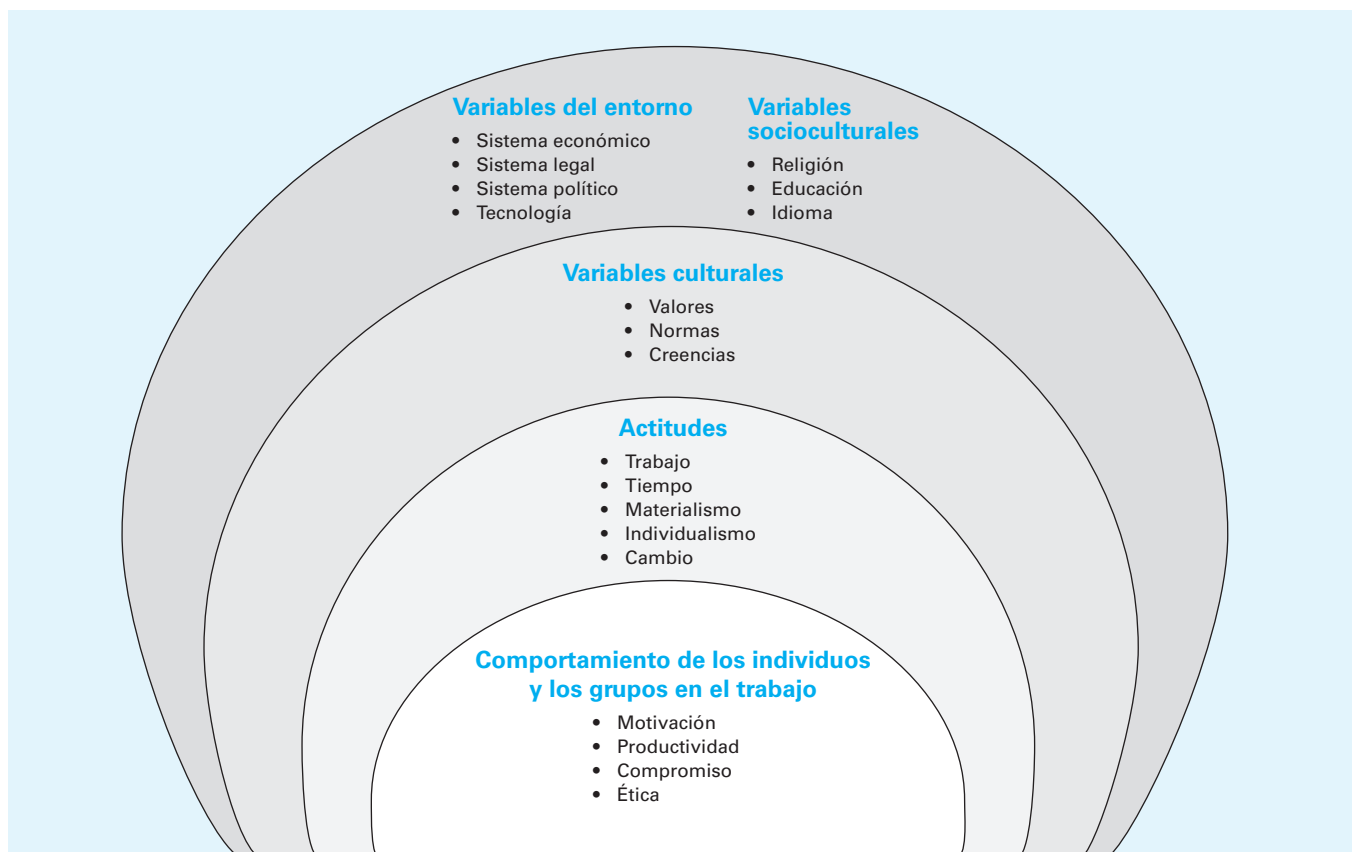 Variables del entorno
• Sistema económico
• Sistema legal
• Sistema político
• Tecnología
Variables
socioculturales
• Religión
• Educación
• Idioma
Variables culturales
• Valores
• Normas
• Creencias
Actitudes
• Trabajo
• Tiempo
• Materialismo
• Individualismo
• Cambio
Comportamiento de los individuos
y los grupos en el trabajo
• Motivación
• Productividad
• Compromiso
• Ética